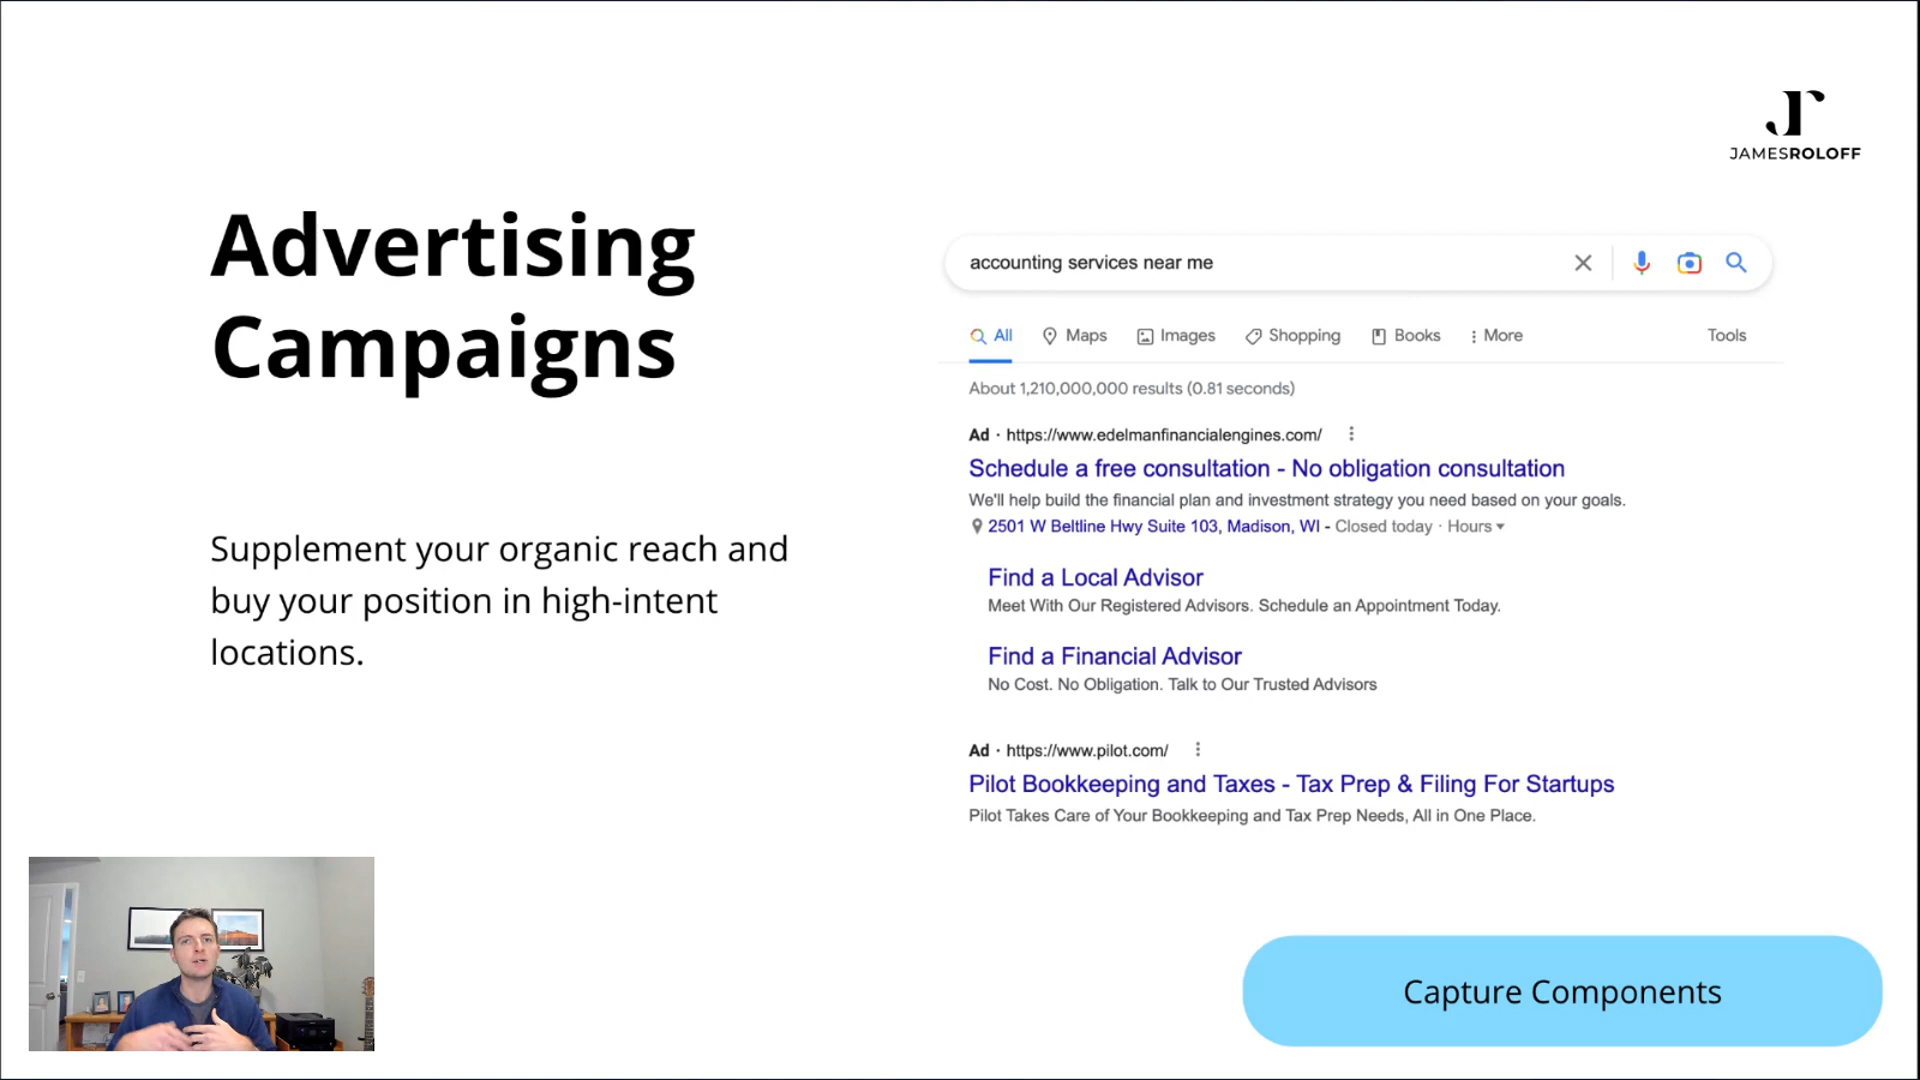 JAMESROLOFF
Advertising
Campaigns
Supplement your organic reach and
buy your position in high-intent
locations.
accounting services near me
All Maps Images Shopping Books More Tools
About 1,210,000,000 results (0.81 seconds)
Ad · https://www.edelmanfinancialengines.com/
Schedule a free consultation - No obligation consultation
We'll help build the financial plan and investment strategy you need based on your goals.
2501 W Beltline Hwy Suite 103, Madison, WI - Closed today · Hours
Find a Local Advisor
Meet With Our Registered Advisors. Schedule an Appointment Today.
Find a Financial Advisor
No Cost. No Obligation. Talk to Our Trusted Advisors
Ad · https://www.pilot.com/
Pilot Bookkeeping and Taxes - Tax Prep & Filing For Startups
Pilot Takes Care of Your Bookkeeping and Tax Prep Needs, All in One Place.
Capture Components